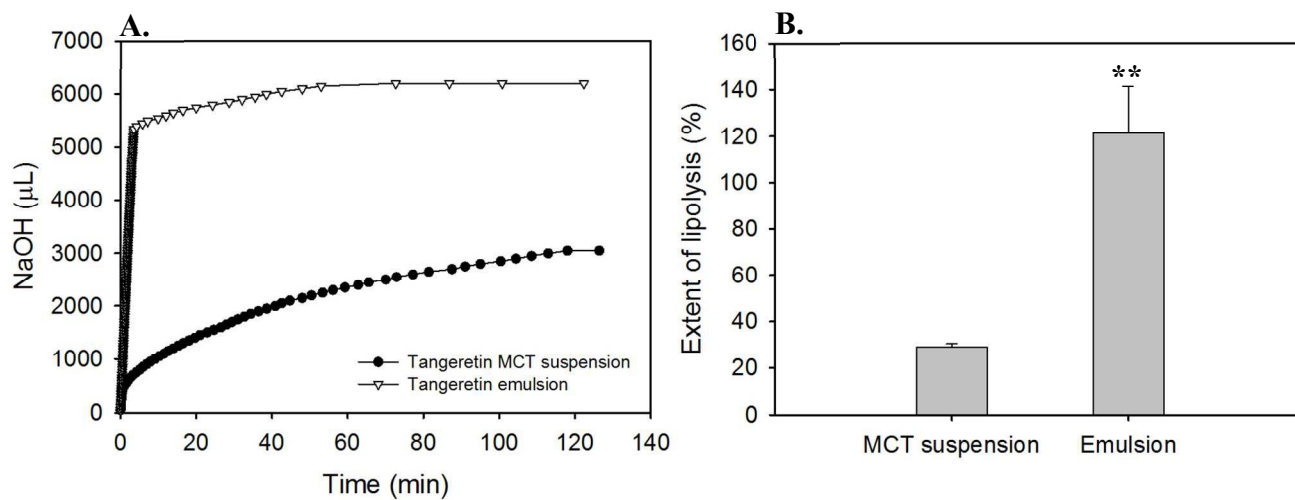 A.
7000
6000
5000
4000
3000
2000
1000
0
NaOH (μL)
Tangeretin MCT suspension
Tangeretin emulsion
0 20 40 60 80 100 120 140
Time (min)
B.
160
140
120
100
80
60
40
20
0
Extent of lipolysis (%)
**
MCT suspension Emulsion